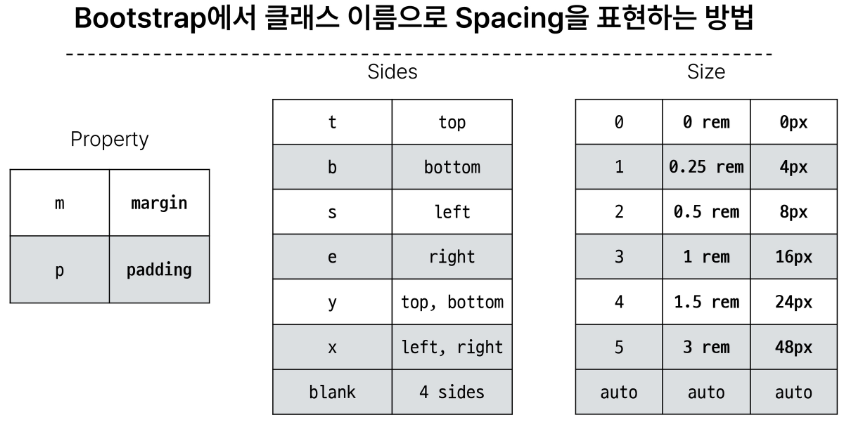 Bootstrap에서 클래스 이름으로 Spacing을 표현하는 방법
Property
m margin
p padding
Sides
t top
b bottom
s left
e right
y top, bottom
x left, right
blank 4 sides
Size
0 0 rem 0px
1 0.25 rem 4px
2 0.5 rem 8px
3 1 rem 16px
4 1.5 rem 24px
5 3 rem 48px
auto auto auto